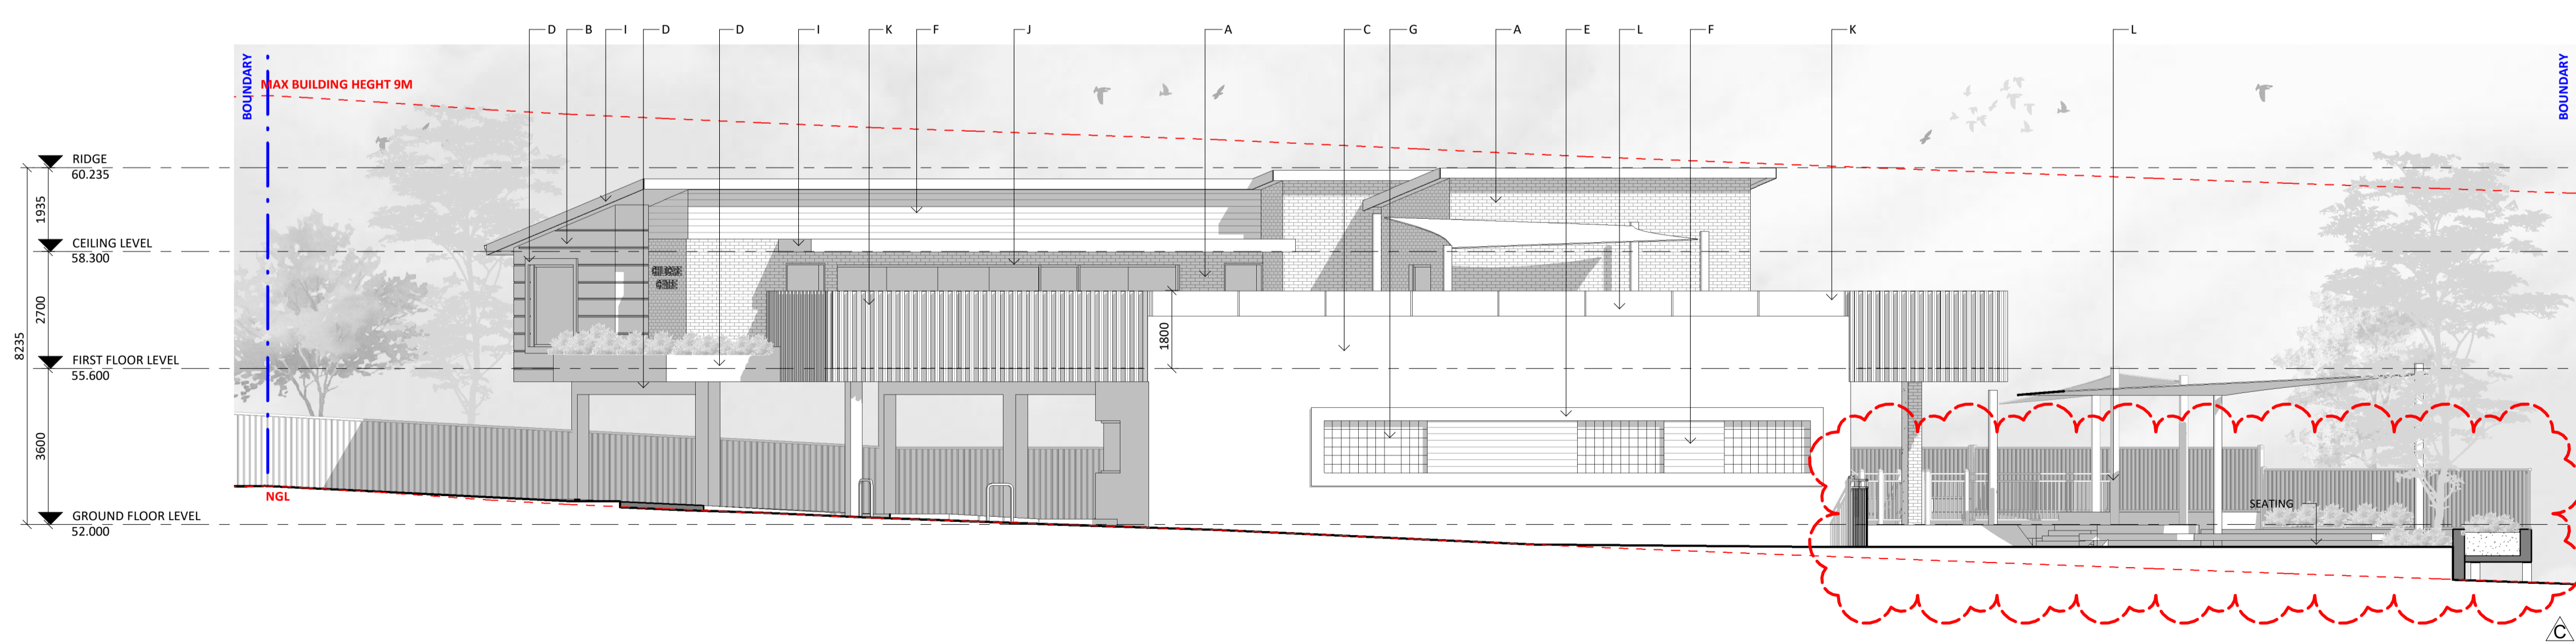 D B I D D I K F J A C G A E L F K L
BOUNDARY
MAX BUILDING HEGHT 9M
BOUNDARY
RIDGE
60.235
1935
CEILING LEVEL
58.300
2700
8235
1800
FIRST FLOOR LEVEL
55.600
3600
NGL
SEATING
GROUND FLOOR LEVEL
52.000
C